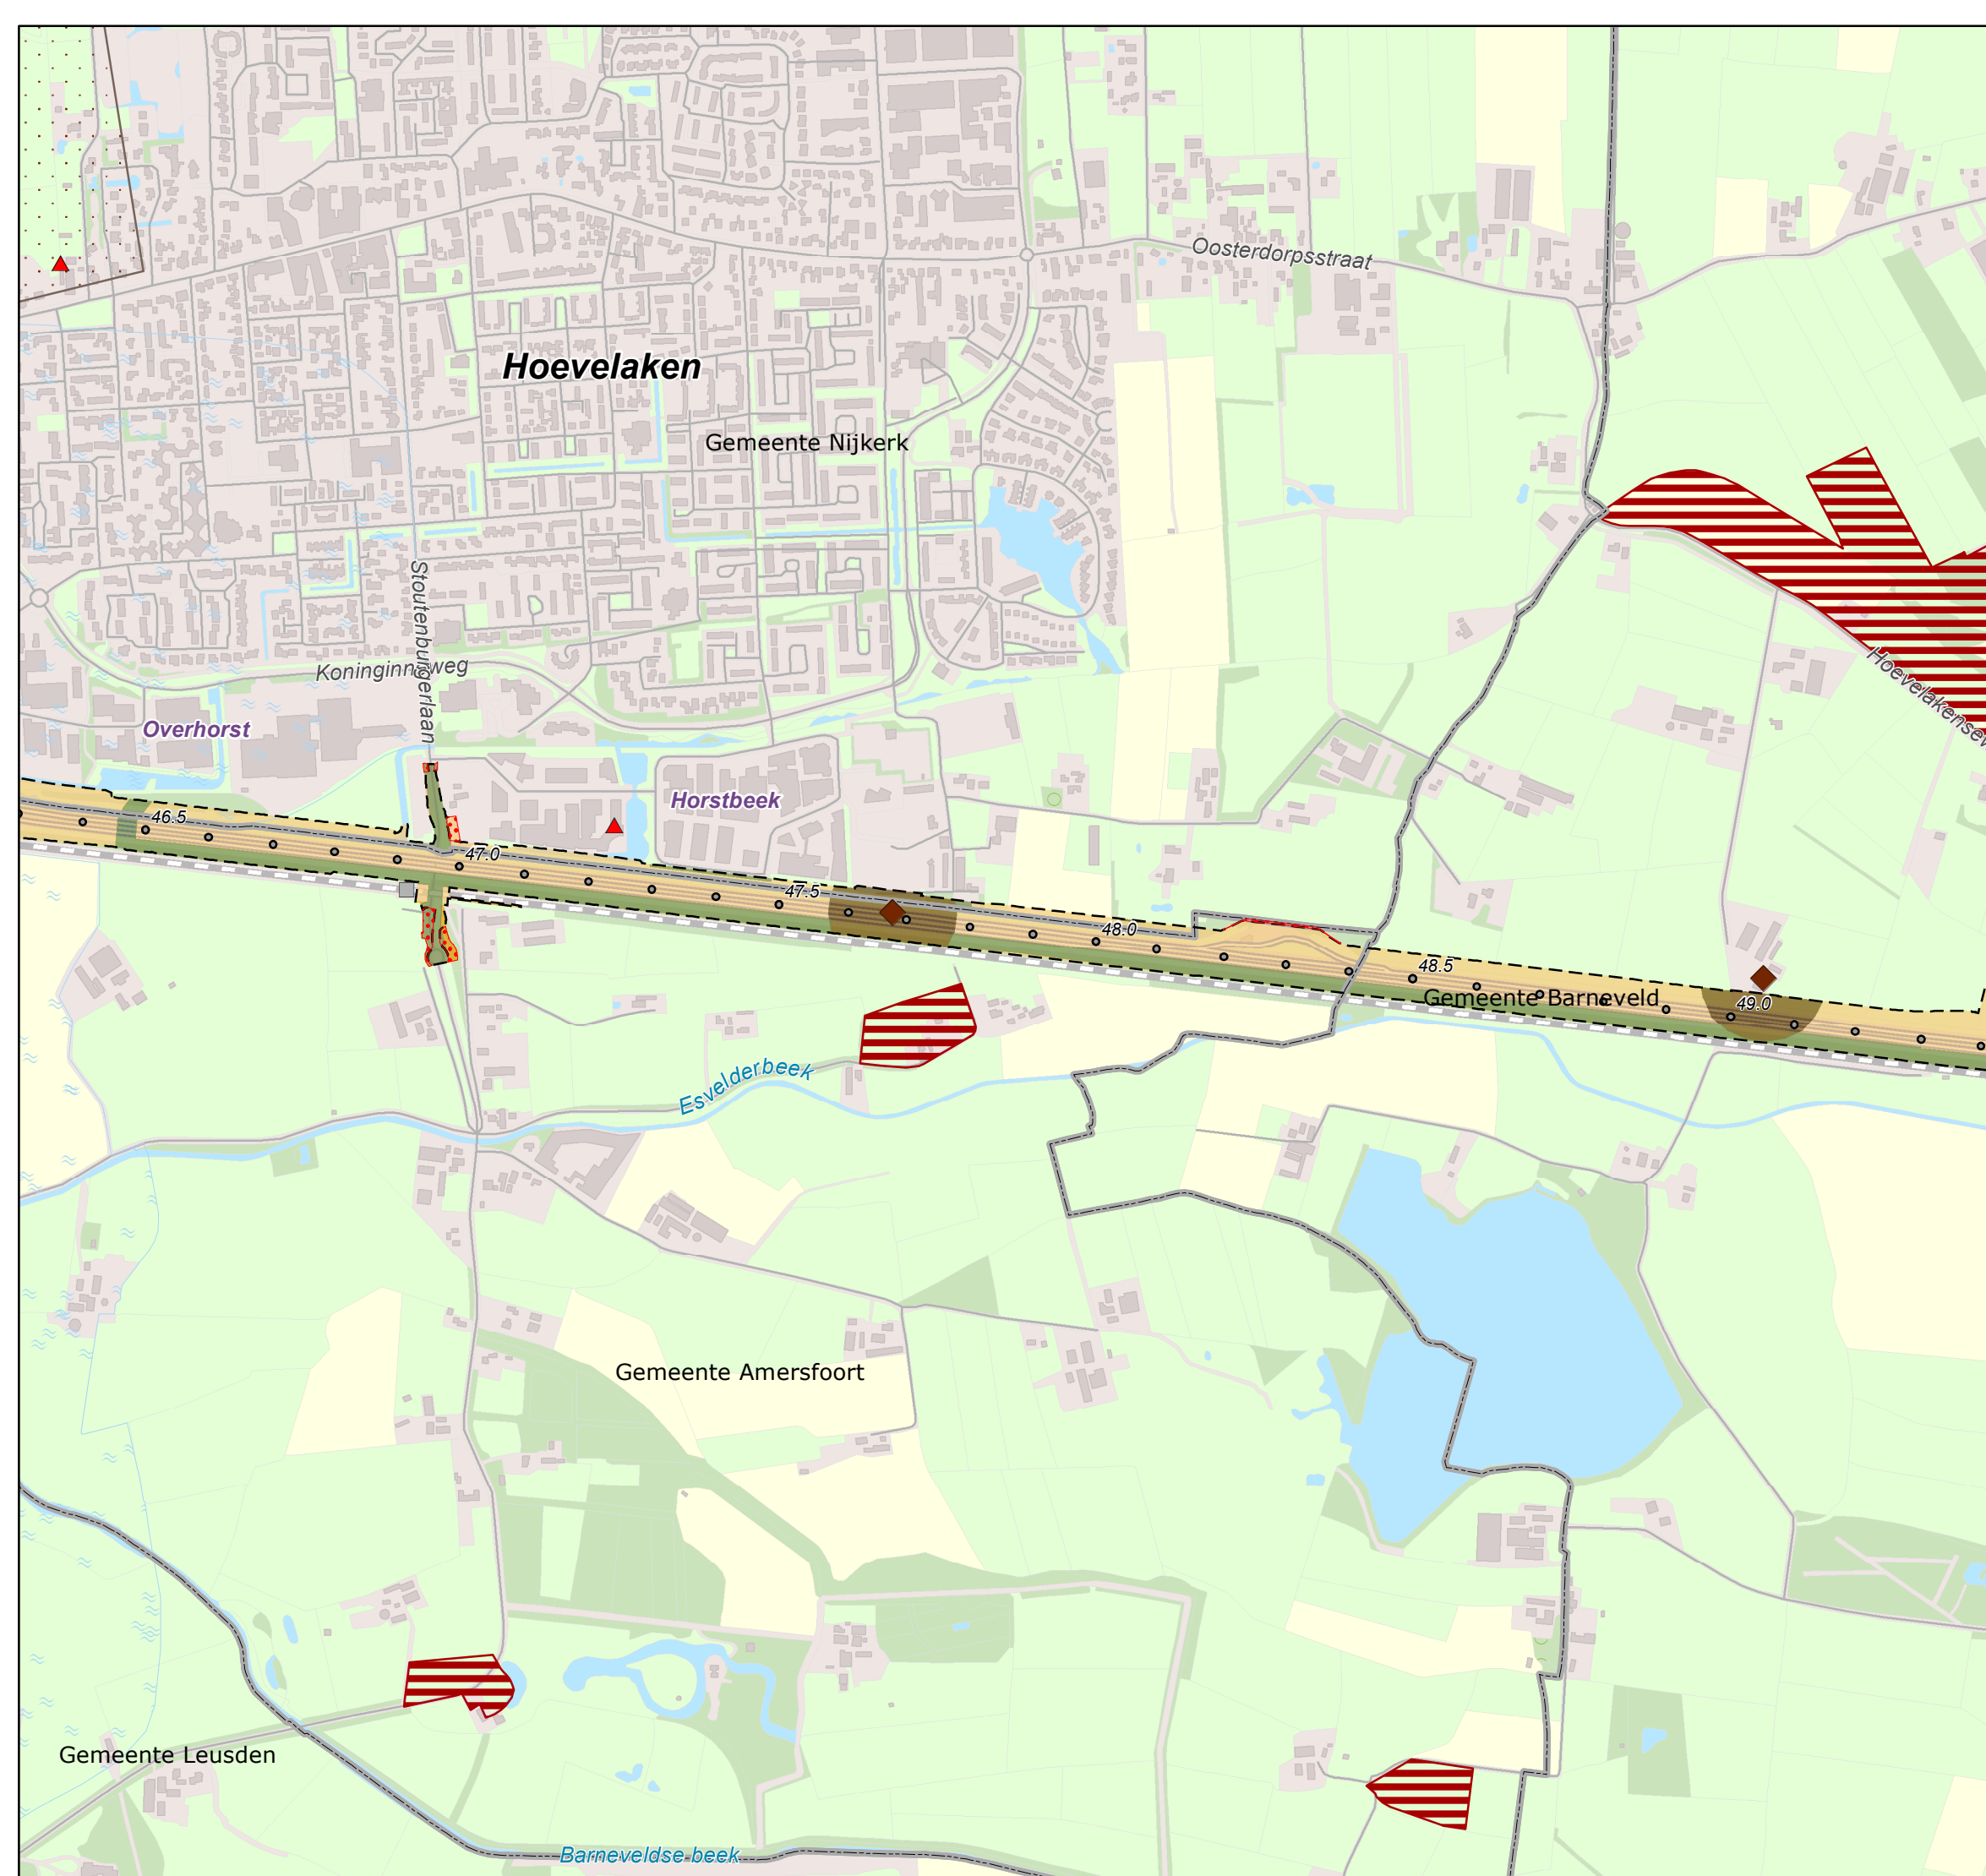 Oosterdorpsstraat
Hoevelaken
Gemeente Nijkerk
Stoutenburgerlaan
Koninginneweg
Hoevelakensew
Overhorst
Horstbeek
46.5
47.0
47.5
48.0
48.5
Gemeente Barneveld
49.0
Esvelderbeek
Gemeente Amersfoort
Gemeente Leusden
Barneveldse beek